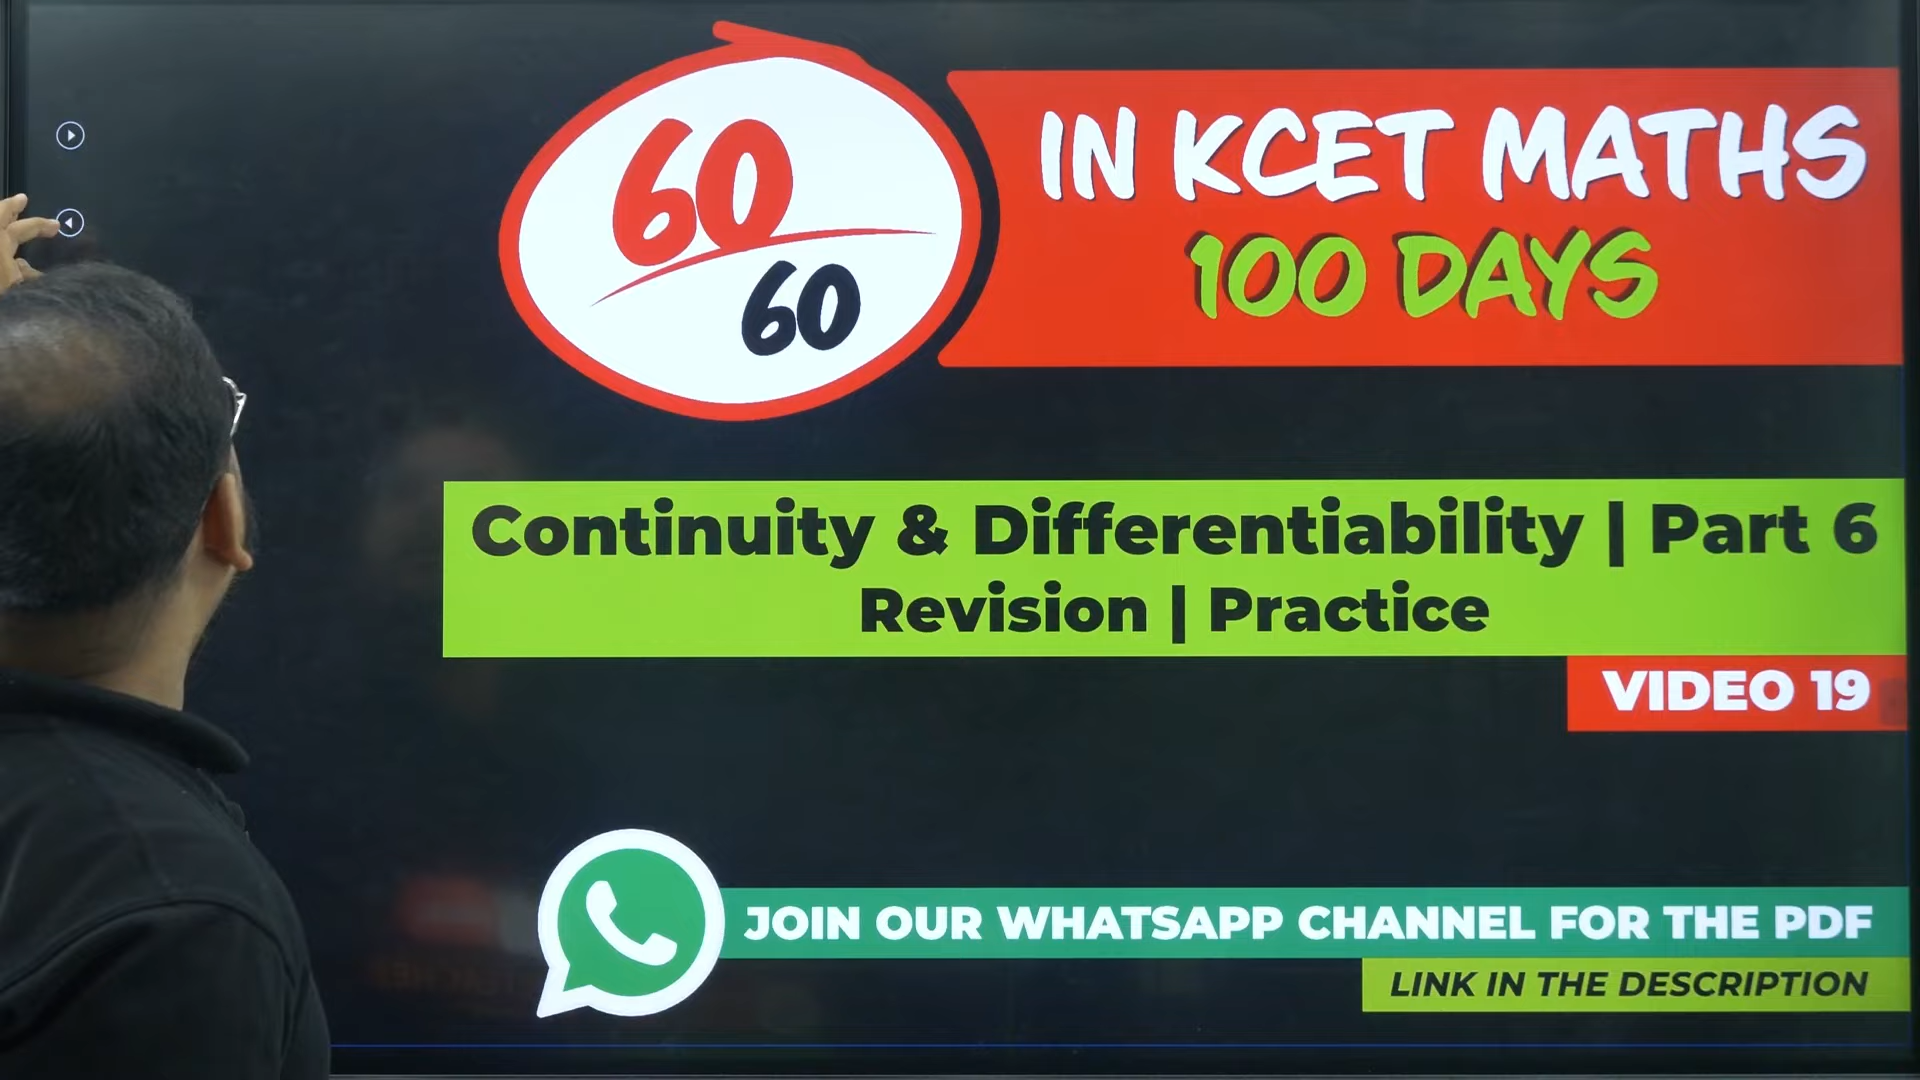 60
60
IN KCET MATHS
100 DAYS
Continuity & Differentiability | Part 6
Revision | Practice
VIDEO 19
JOIN OUR WHATSAPP CHANNEL FOR THE PDF
LINK IN THE DESCRIPTION